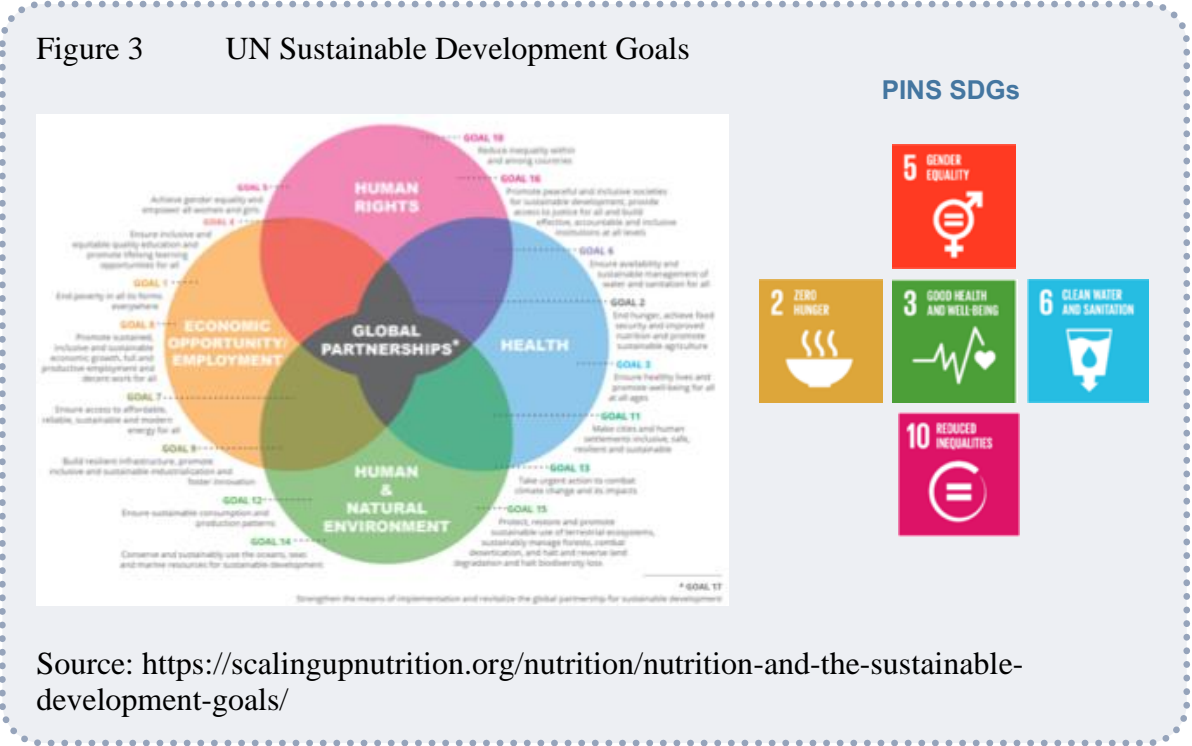 Figure 3 UN Sustainable Development Goals
PINS SDGs
GOAL 10
Reduce inequality within
and among countries
GOAL 16
Promote peaceful and inclusive societies
for sustainable development, provide
access to justice for all and build
effective, accountable and inclusive
institutions at all levels
GOAL 5
Achieve gender equality and
empower all women and girls
GOAL 4
Ensure inclusive and
equitable quality education and
promote lifelong learning
opportunities for all
GOAL 6
Ensure availability and
sustainable management of
water and sanitation for all
GOAL 1
End poverty in all its forms
everywhere
GOAL 2
End hunger, achieve food
security and improved
nutrition and promote
sustainable agriculture
GOAL 8
Promote sustained,
inclusive and sustainable
economic growth, full and
productive employment and
decent work for all
GOAL 3
Ensure healthy lives and
promote well-being for all
at all ages
GOAL 7
Ensure access to affordable,
reliable, sustainable and modern
energy for all
GOAL 11
Make cities and human
settlements inclusive, safe,
resilient and sustainable
GOAL 9
Build resilient infrastructure, promote
inclusive and sustainable industrialization and
foster innovation
GOAL 13
Take urgent action to combat
climate change and its impacts
GOAL 12
Ensure sustainable consumption and
production patterns
GOAL 15
Protect, restore and promote
sustainable use of terrestrial ecosystems,
sustainably manage forests, combat
desertification, and halt and reverse land
degradation and halt biodiversity loss
GOAL 14
Conserve and sustainably use the oceans, seas
and marine resources for sustainable development
HUMAN
RIGHTS
ECONOMIC
OPPORTUNITY/
EMPLOYMENT
GLOBAL
PARTNERSHIPS*
HEALTH
HUMAN
&
NATURAL
ENVIRONMENT
* GOAL 17
Strengthen the means of implementation and revitalize the global partnership for sustainable development
5 GENDER
EQUALITY
2 ZERO
HUNGER
3 GOOD HEALTH
AND WELL-BEING
6 CLEAN WATER
AND SANITATION
10 REDUCED
INEQUALITIES
Source: https://scalingupnutrition.org/nutrition/nutrition-and-the-sustainable-
development-goals/